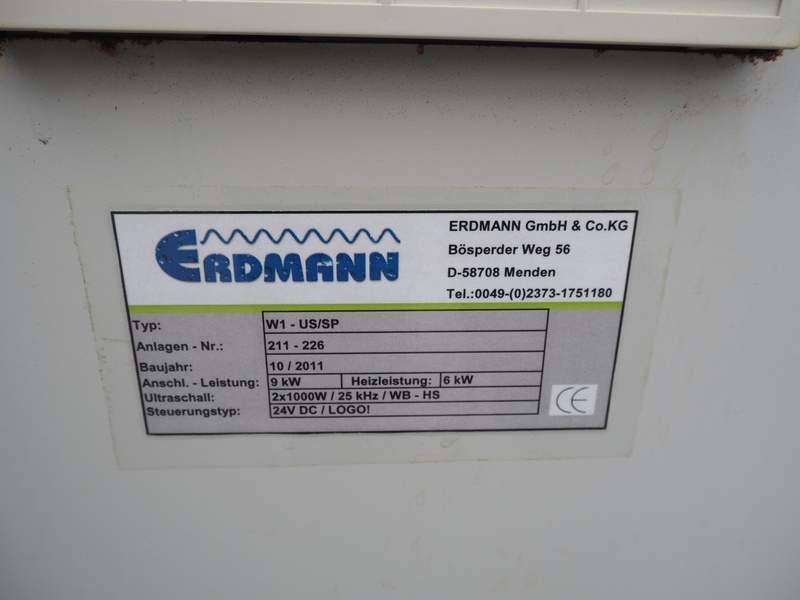 ERDMANN
ERDMANN GmbH & Co.KG
Bösperder Weg 56
D-58708 Menden
Tel.:0049-(0)2373-1751180
Typ: W1 - US/SP
Anlagen - Nr.: 211 - 226
Baujahr: 10 / 2011
Anschl. - Leistung: 9 kW Heizleistung: 6 kW
Ultraschall: 2x1000W / 25 kHz / WB - HS
Steuerungstyp: 24V DC / LOGO!
CE